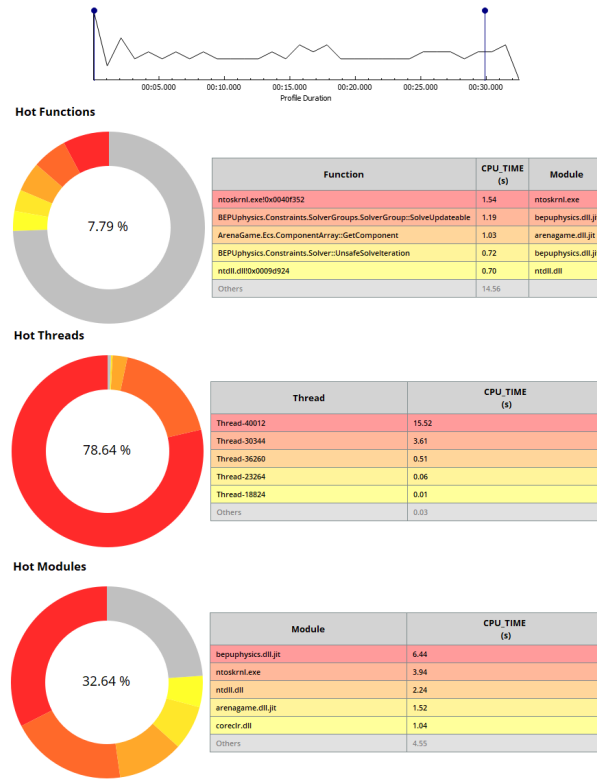 00:05.000 00:10.000 00:15.000 00:20.000 00:25.000 00:30.000
Profile Duration
Hot Functions
7.79 %
Function CPU_TIME (s) Module
ntoskrnl.exe!0x0040f352 1.54 ntoskrnl.exe
BEPUphysics.Constraints.SolverGroups.SolverGroup::SolveUpdateable 1.19 bepuphysics.dll.jit
ArenaGame.Ecs.ComponentArray::GetComponent 1.03 arenagame.dll.jit
BEPUphysics.Constraints.Solver::UnsafeSolveIteration 0.72 bepuphysics.dll.jit
ntdll.dll!0x0009d924 0.70 ntdll.dll
Others 14.56
Hot Threads
78.64 %
Thread CPU_TIME (s)
Thread-40012 15.52
Thread-30344 3.61
Thread-36260 0.51
Thread-23264 0.06
Thread-18824 0.01
Others 0.03
Hot Modules
32.64 %
Module CPU_TIME (s)
bepuphysics.dll.jit 6.44
ntoskrnl.exe 3.94
ntdll.dll 2.24
arenagame.dll.jit 1.52
coreclr.dll 1.04
Others 4.55